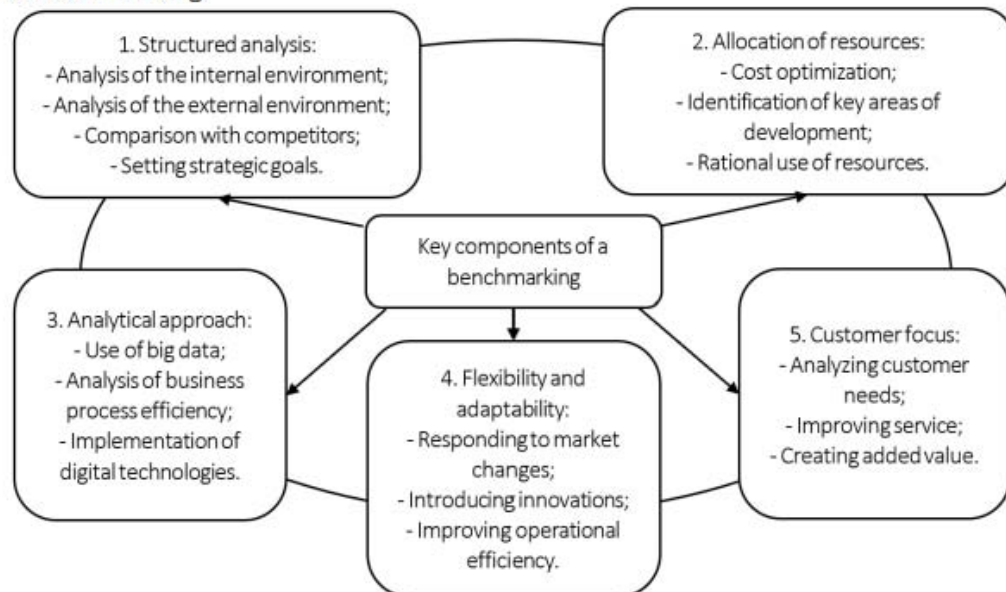 1. Structured analysis:
- Analysis of the internal environment;
- Analysis of the external environment;
- Comparison with competitors;
- Setting strategic goals.
2. Allocation of resources:
- Cost optimization;
- Identification of key areas of
development;
- Rational use of resources.
Key components of a
benchmarking
3. Analytical approach:
- Use of big data;
- Analysis of business
process efficiency;
- Implementation of
digital technologies.
4. Flexibility and
adaptability:
- Responding to market
changes;
- Introducing innovations;
- Improving operational
efficiency.
5. Customer focus:
- Analyzing customer
needs;
- Improving service;
- Creating added value.